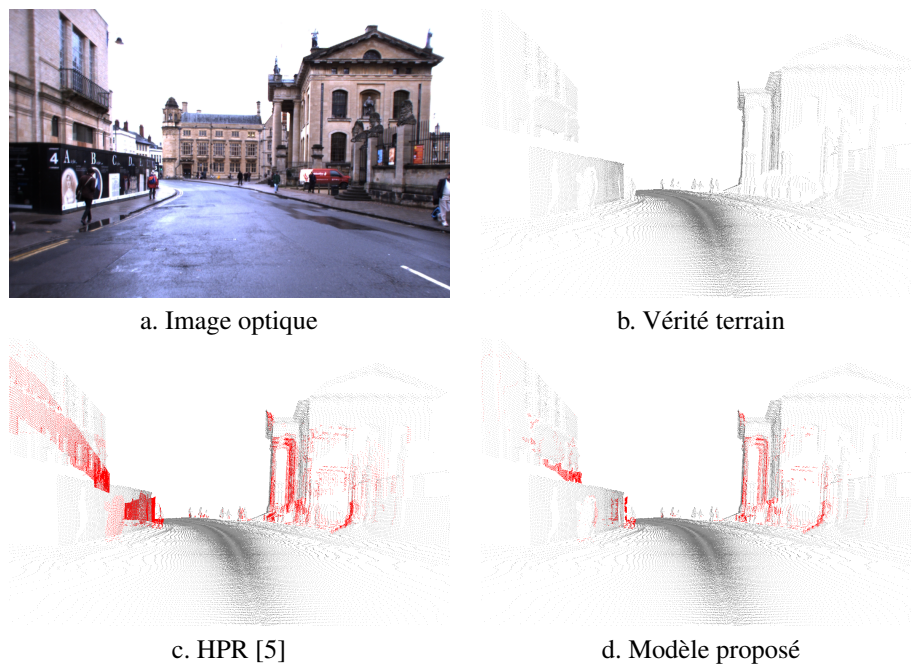 4 A. B. C. D.
a. Image optique
b. Vérité terrain
c. HPR [5]
d. Modèle proposé